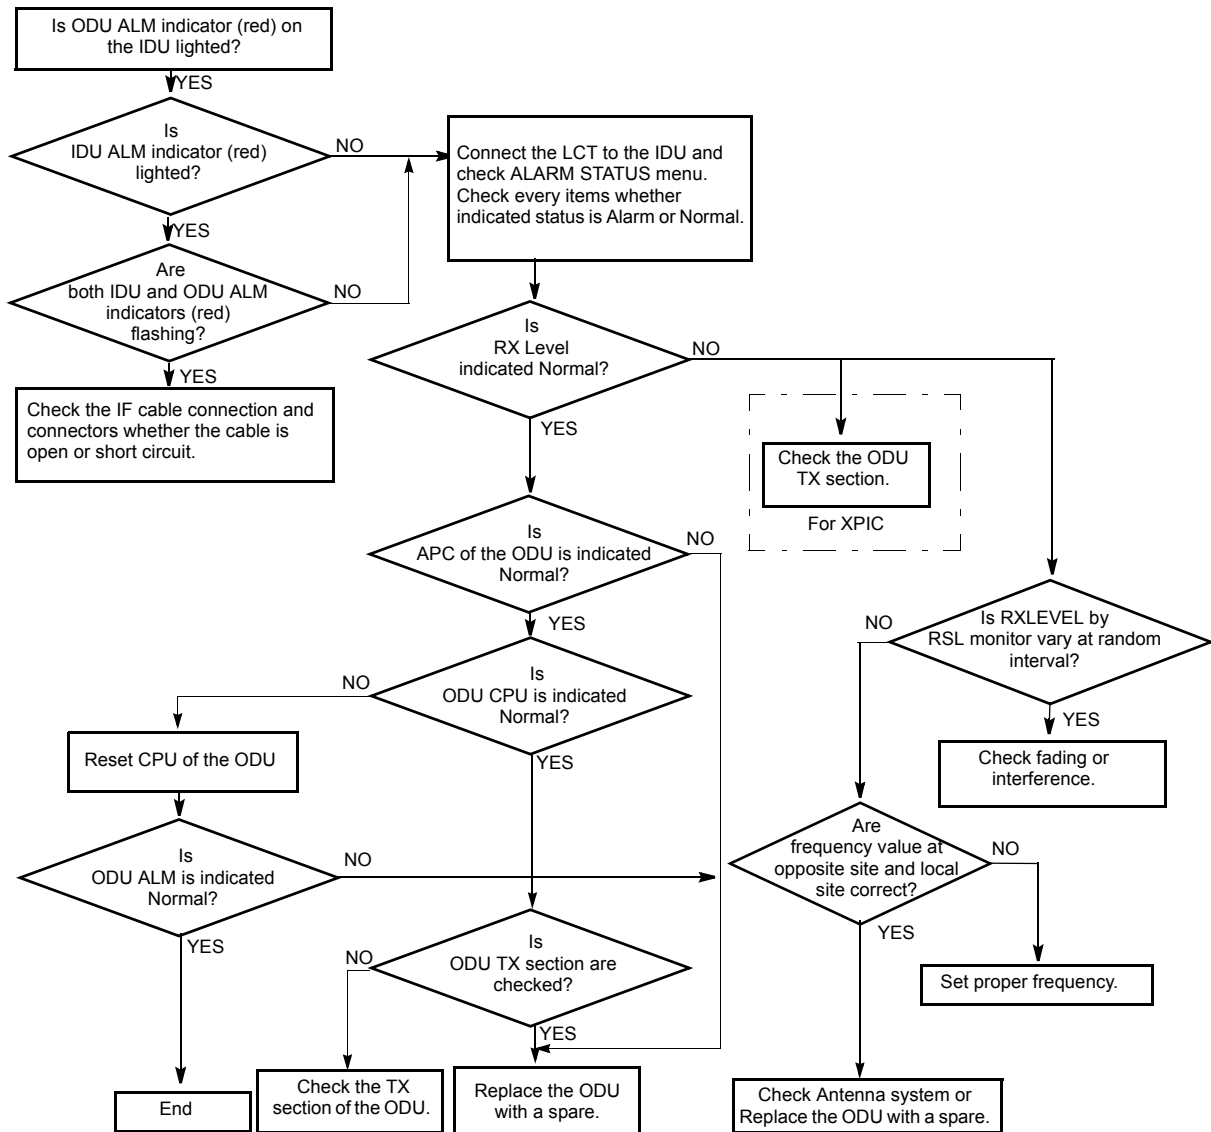 Is ODU ALM indicator (red) on
the IDU lighted?
YES
Is
IDU ALM indicator (red)
lighted?
NO
YES
Connect the LCT to the IDU and
check ALARM STATUS menu.
Check every items whether
indicated status is Alarm or Normal.
Are
both IDU and ODU ALM
indicators (red)
flashing?
NO
YES
Check the IF cable connection and
connectors whether the cable is
open or short circuit.
Is
RX Level
indicated Normal?
NO
YES
Check the ODU
TX section.
For XPIC
Is
APC of the ODU is indicated
Normal?
NO
YES
Is RXLEVEL by
RSL monitor vary at random
interval?
NO
YES
Check fading or
interference.
Is
ODU CPU is indicated
Normal?
NO
YES
Reset CPU of the ODU
Is
ODU ALM is indicated
Normal?
NO
YES
Are
frequency value at
opposite site and local
site correct?
NO
YES
Set proper frequency.
Is
ODU TX section are
checked?
NO
YES
End
Check the TX
section of the ODU.
Replace the ODU
with a spare.
Check Antenna system or
Replace the ODU with a spare.